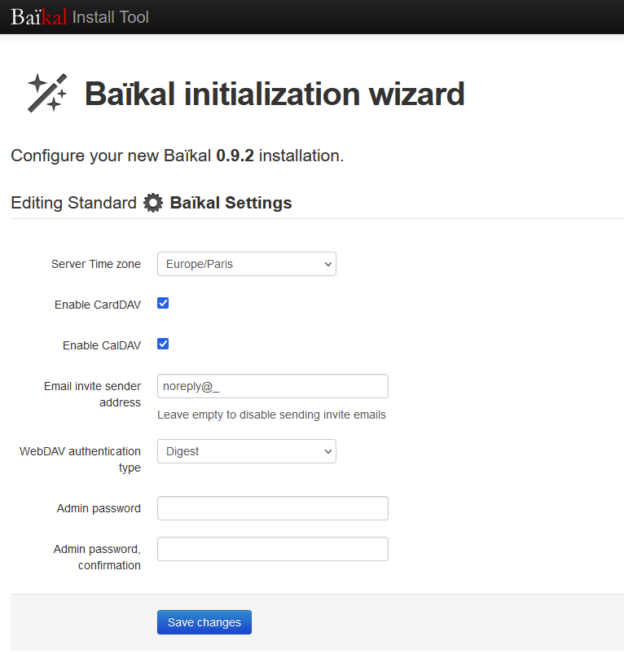 Baïkal Install Tool
Baïkal initialization wizard
Configure your new Baïkal 0.9.2 installation.
Editing Standard Baïkal Settings
Server Time zone
Europe/Paris
Enable CardDAV
Enable CalDAV
Email invite sender
address
noreply@_
Leave empty to disable sending invite emails
WebDAV authentication
type
Digest
Admin password
Admin password,
confirmation
Save changes